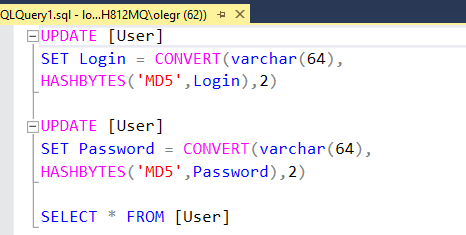 QLQuery1.sql - lo...H812MQ\olegr (62))*
UPDATE [User]
SET Login = CONVERT(varchar(64),
HASHBYTES('MD5',Login),2)
UPDATE [User]
SET Password = CONVERT(varchar(64),
HASHBYTES('MD5',Password),2)
SELECT * FROM [User]